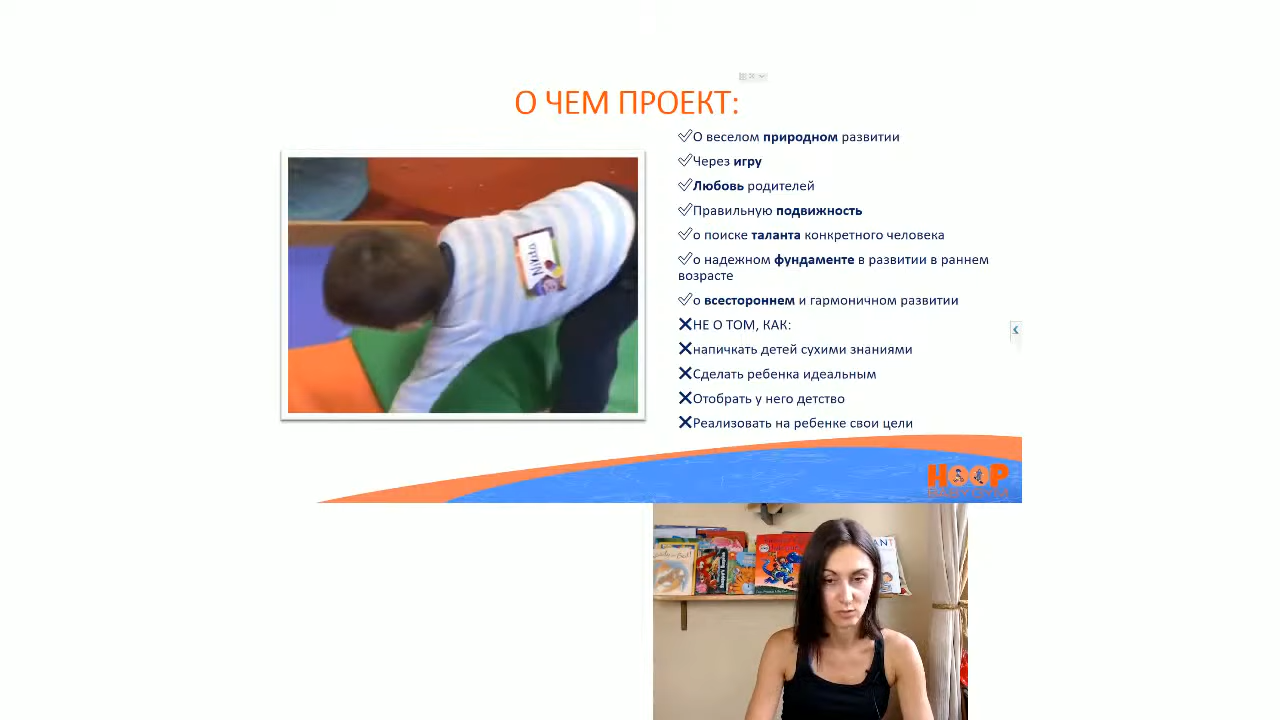 О ЧЕМ ПРОЕКТ:
О веселом природном развитии
Через игру
Любовь родителей
Правильную подвижность
о поиске таланта конкретного человека
о надежном фундаменте в развитии в раннем
возрасте
о всестороннем и гармоничном развитии
НЕ О ТОМ, КАК:
напичкать детей сухими знаниями
Сделать ребенка идеальным
Отобрать у него детство
Реализовать на ребенке свои цели
HOOP
BABY GYM